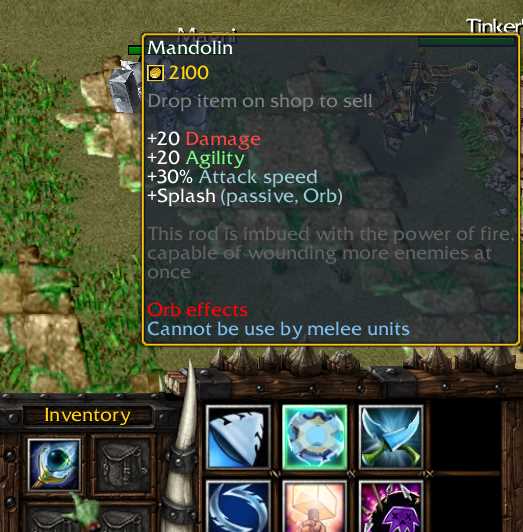 Tinker
Mandolin
2100
Drop item on shop to sell
+20 Damage
+20 Agility
+30% Attack speed
+Splash (passive, Orb)
This rod is imbued with the power of fire,
capable of wounding more enemies at
once
Orb effects
Cannot be use by melee units
Inventory